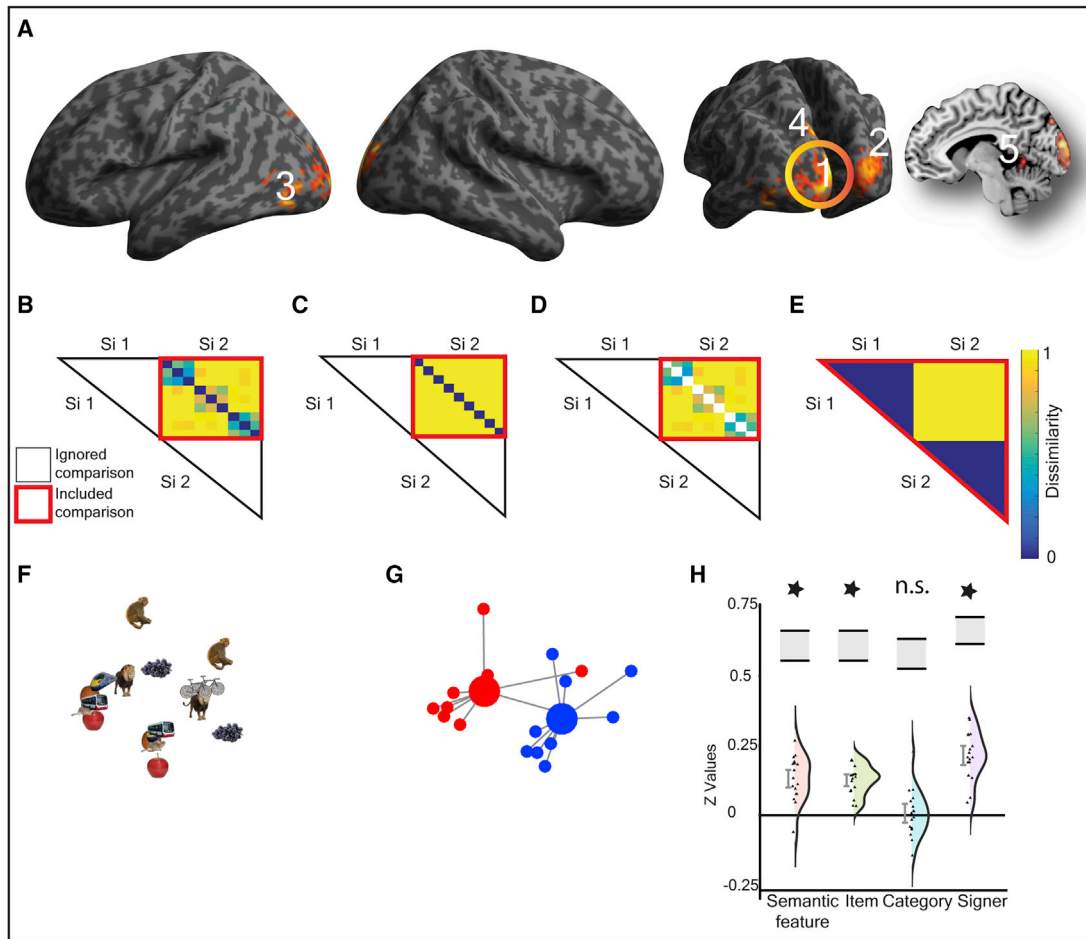 A
3
4
1
2
5
B
C
D
E
Si 1
Si 2
Si 1
Si 2
Si 1
Si 2
Si 1
Si 2
Si 1
Si 2
Si 1
Si 2
Si 1
Si 2
Si 1
Si 2
Ignored
comparison
Included
comparison
1
Dissimilarity
0
F
G
H
n.s.
0.75
0.5
0.25
0
-0.25
Z Values
Semantic
feature
Item
Category
Signer